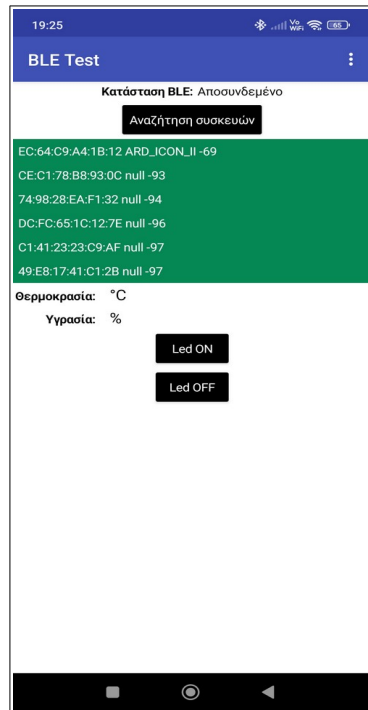 19:25
Vo WiFi 65
BLE Test
Κατάσταση BLE: Αποσυνδεμένο
Αναζήτηση συσκευών
EC:64:C9:A4:1B:12 ARD_ICON_II -69
CE:C1:78:B8:93:0C null -93
74:98:28:EA:F1:32 null -94
DC:FC:65:1C:12:7E null -96
C1:41:23:23:C9:AF null -97
49:E8:17:41:C1:2B null -97
Θερμοκρασία: °C
Υγρασία: %
Led ON
Led OFF